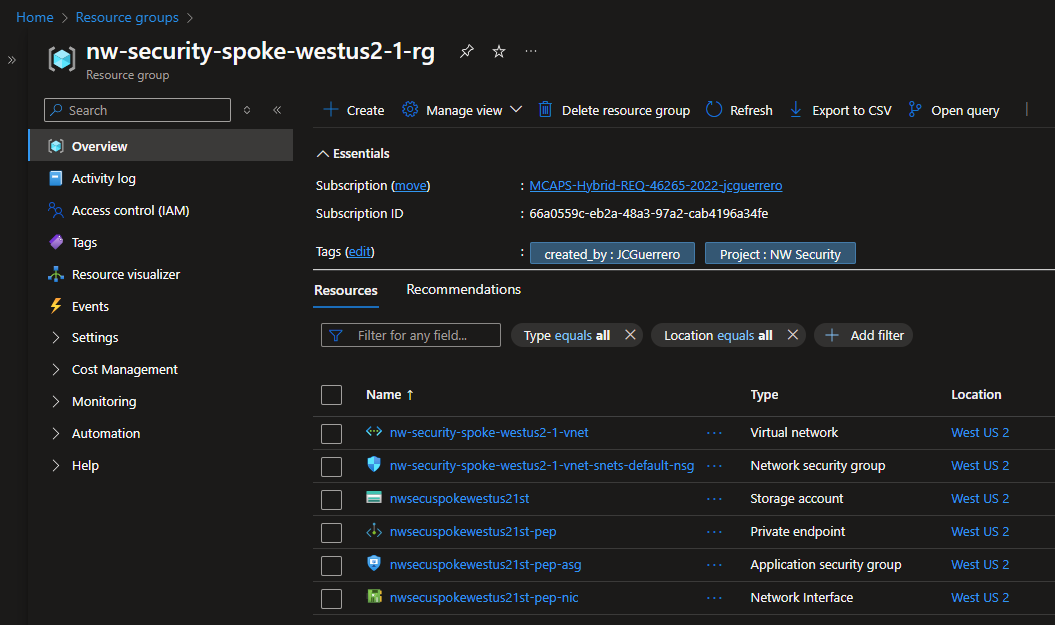 Home > Resource groups >
nw-security-spoke-westus2-1-rg ...
Resource group
Search
Create Manage view Delete resource group Refresh Export to CSV Open query
Overview
Activity log
Access control (IAM)
Tags
Resource visualizer
Events
Settings
Cost Management
Monitoring
Automation
Help
Essentials
Subscription (move) : MCAPS-Hybrid-REQ-46265-2022-jcguerrero
Subscription ID : 66a0559c-eb2a-48a3-97a2-cab4196a34fe
Tags (edit) : created_by : JCGuerrero Project : NW Security
Resources Recommendations
Filter for any field... Type equals all Location equals all Add filter
Name ↑ Type Location
nw-security-spoke-westus2-1-vnet ... Virtual network West US 2
nw-security-spoke-westus2-1-vnet-snets-default-nsg ... Network security group West US 2
nwsecuspokewestus21st ... Storage account West US 2
nwsecuspokewestus21st-pep ... Private endpoint West US 2
nwsecuspokewestus21st-pep-asg ... Application security group West US 2
nwsecuspokewestus21st-pep-nic ... Network Interface West US 2